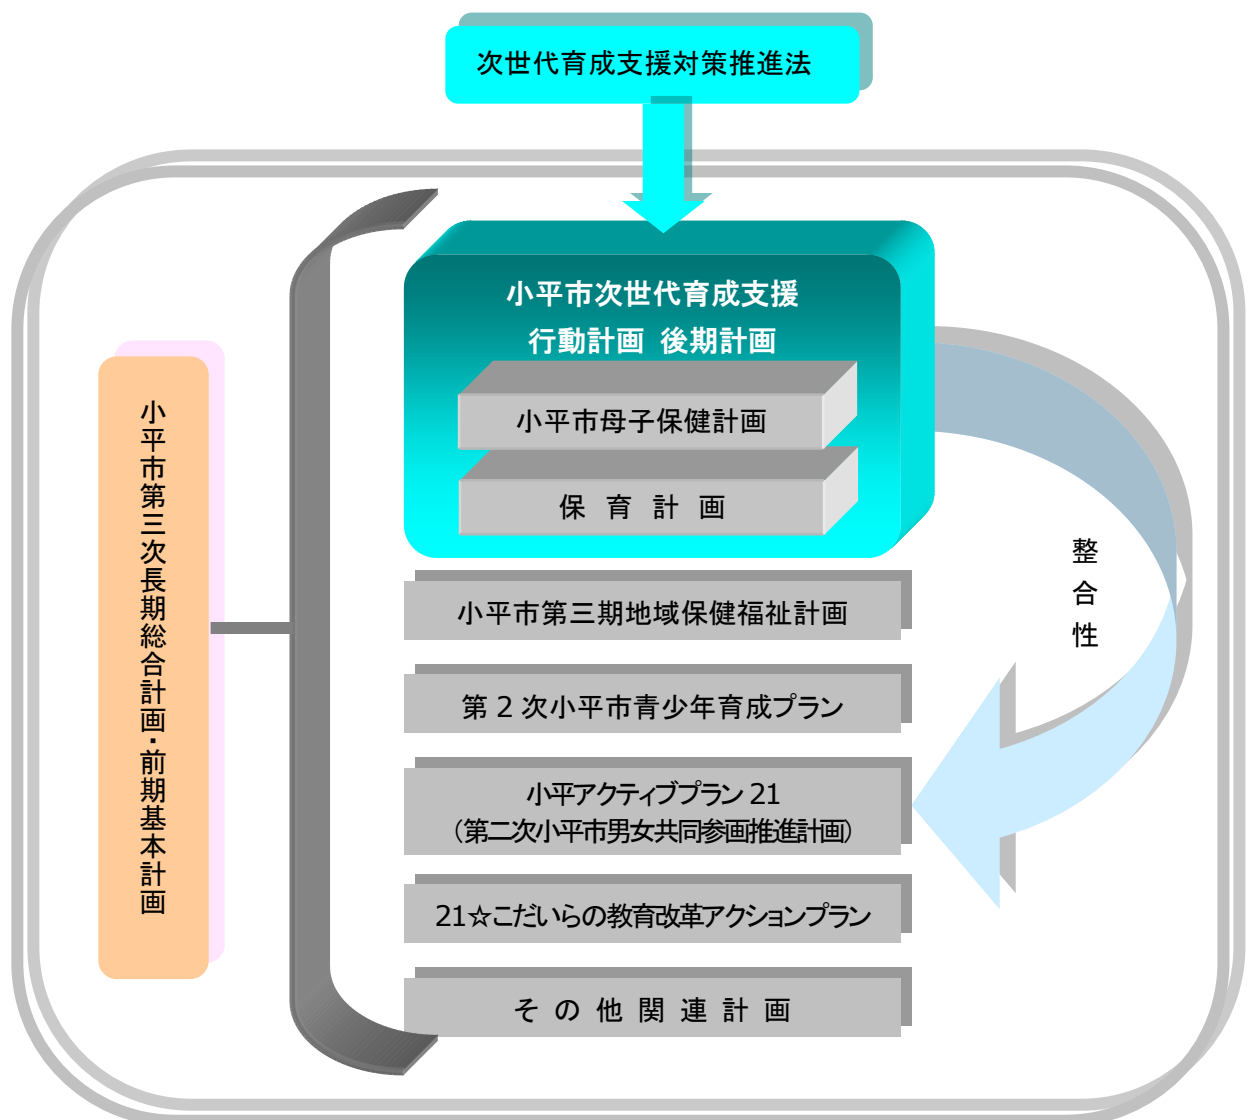 次世代育成支援対策推進法
小平市次世代育成支援
行動計画 後期計画
小平市母子保健計画
保育計画
小平市第三次長期総合計画・前期基本計画
整合性
小平市第三期地域保健福祉計画
第2次小平市青少年育成プラン
小平アクティブプラン21
（第二次小平市男女共同参画推進計画）
21☆こだいらの教育改革アクションプラン
その他関連計画